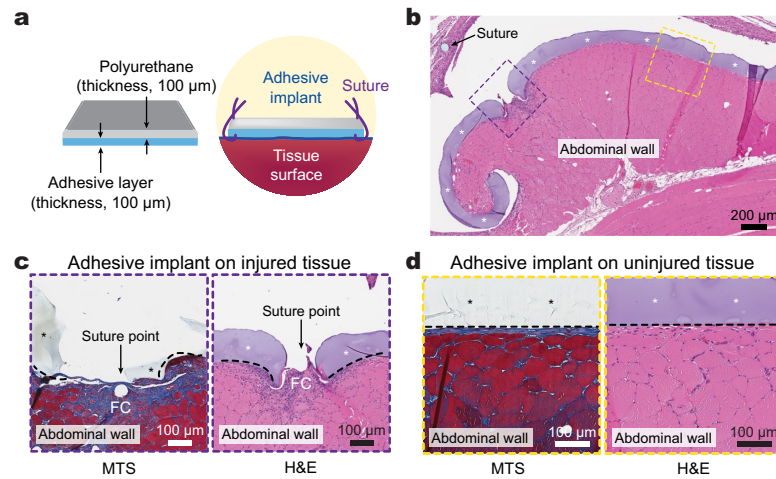 a
Polyurethane
(thickness, 100 μm)
Adhesive layer
(thickness, 100 μm)
Adhesive
implant
Suture
Tissue
surface
b
Suture
*
*
*
*
*
*
Abdominal wall
200 μm
c
Adhesive implant on injured tissue
*
Suture point
*
FC
Abdominal wall
100 μm
MTS
Suture point
*
*
FC
Abdominal wall
100 μm
H&E
d
Adhesive implant on uninjured tissue
*
*
Abdominal wall
100 μm
MTS
*
*
Abdominal wall
100 μm
H&E